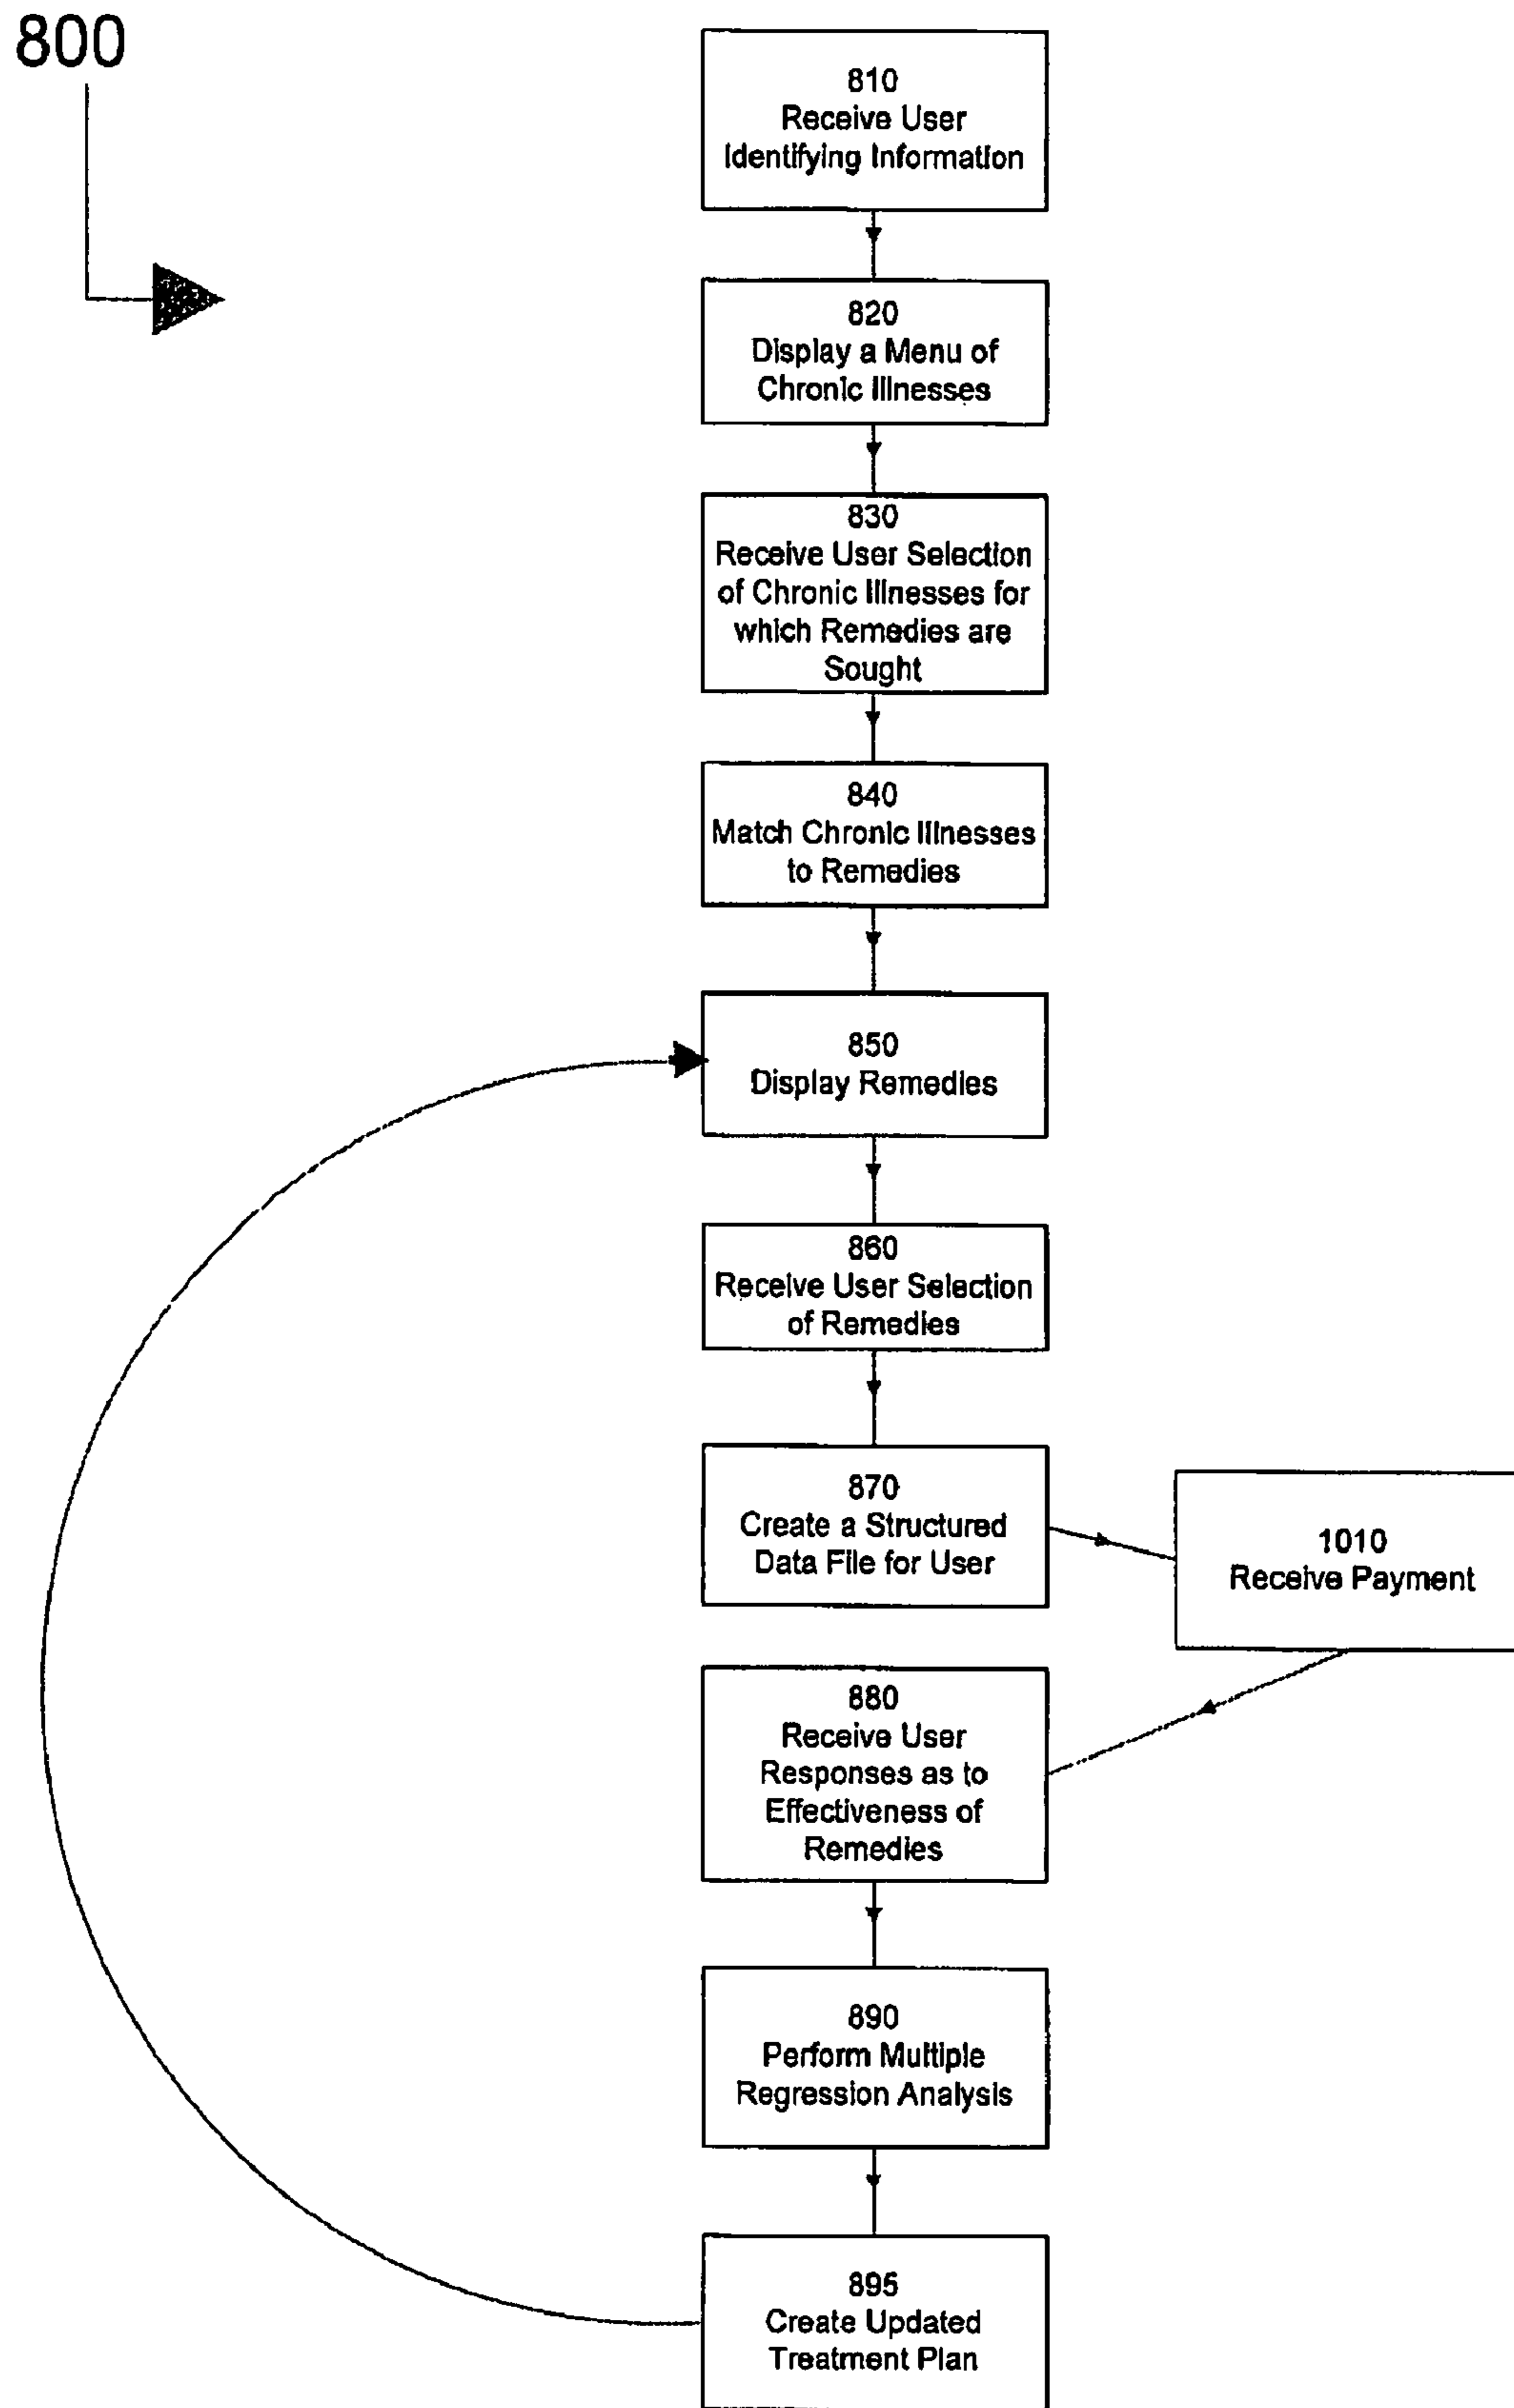 800
810
Receive User
Identifying Information
820
Display a Menu of
Chronic Illnesses
830
Receive User Selection
of Chronic Illnesses for
which Remedies are
Sought
840
Match Chronic Illnesses
to Remedies
850
Display Remedies
860
Receive User Selection
of Remedies
870
Create a Structured
Data File for User
1010
Receive Payment
880
Receive User
Responses as to
Effectiveness of
Remedies
890
Perform Multiple
Regression Analysis
895
Create Updated
Treatment Plan